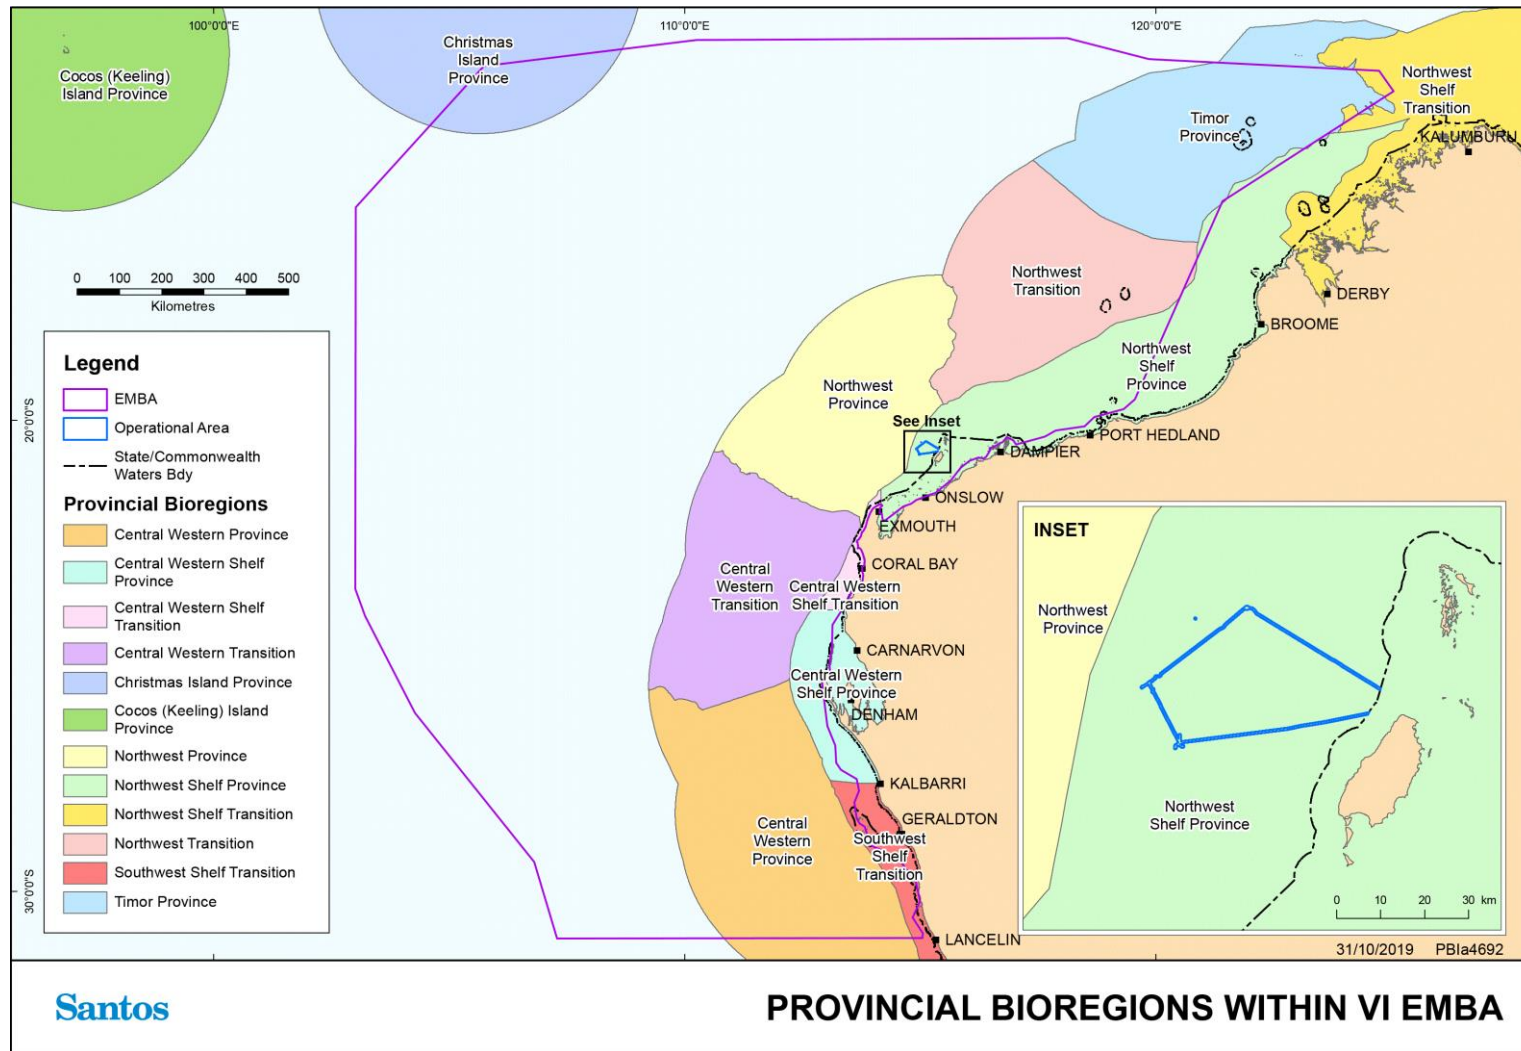 100°0'0"E
110°0'0"E
120°0'0"E
20°0'0"S
30°0'0"S
Cocos (Keeling)
Island Province
Christmas
Island
Province
Timor
Province
Northwest
Shelf
Transition
KALUMBURU
Northwest
Transition
DERBY
BROOME
Northwest
Shelf
Province
Northwest
Province
See Inset
PORT HEDLAND
DAMPIER
ONSLOW
EXMOUTH
CORAL BAY
Central
Western
Transition
Central Western
Shelf Transition
CARNARVON
Central Western
Shelf Province
DENHAM
KALBARRI
GERALDTON
Central
Western
Province
Southwest
Shelf
Transition
LANCELIN
0 100 200 300 400 500
Kilometres
Legend
EMBA
Operational Area
State/Commonwealth
Waters Bdy
Provincial Bioregions
Central Western Province
Central Western Shelf
Province
Central Western Shelf
Transition
Central Western Transition
Christmas Island Province
Cocos (Keeling) Island
Province
Northwest Province
Northwest Shelf Province
Northwest Shelf Transition
Northwest Transition
Southwest Shelf Transition
Timor Province
INSET
Northwest
Province
Northwest
Shelf Province
0 10 20 30 km
31/10/2019 PBIa4692
Santos
PROVINCIAL BIOREGIONS WITHIN VI EMBA